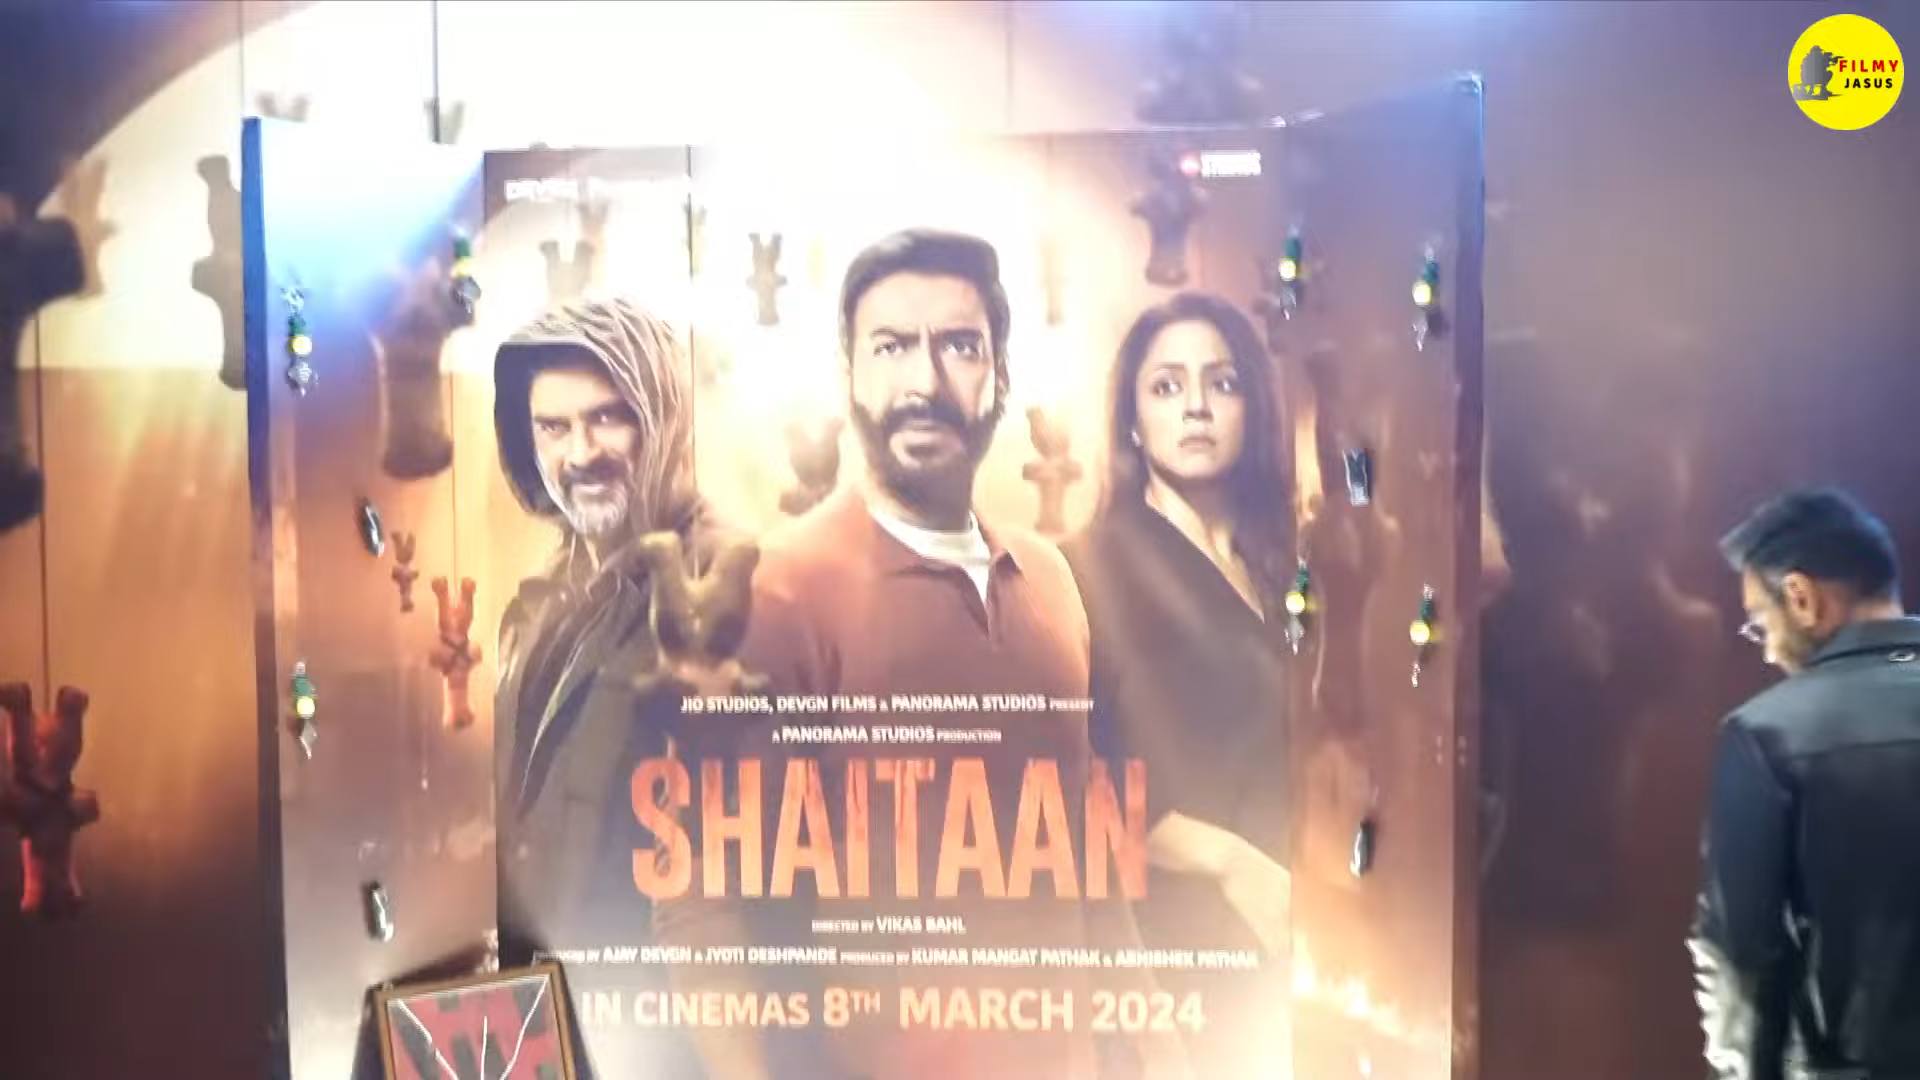 FILMY
JASUS
JIO STUDIOS, DEVGN FILMS & PANORAMA STUDIOS PRESENT
A PANORAMA STUDIOS PRODUCTION
SHAITAAN
DIRECTED BY VIKAS BAHL
BY AJAY DEVGN & JYOTI DESHPANDE PRODUCED BY KUMAR MANGAT PATHAK & ABHISHEK PATHAK
IN CINEMAS 8TH MARCH 2024